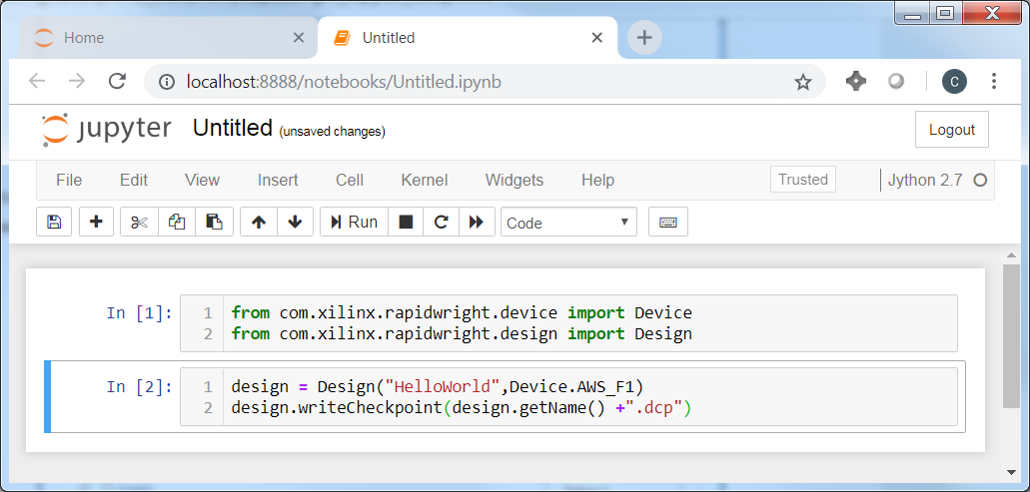 Home
Untitled
localhost:8888/notebooks/Untitled.ipynb
C
jupyter Untitled (unsaved changes)
Logout
File Edit View Insert Cell Kernel Widgets Help Trusted Jython 2.7
Run Code
In [1]:
1 from com.xilinx.rapidwright.device import Device
2 from com.xilinx.rapidwright.design import Design
In [2]:
1 design = Design("HelloWorld",Device.AWS_F1)
2 design.writeCheckpoint(design.getName() +".dcp")